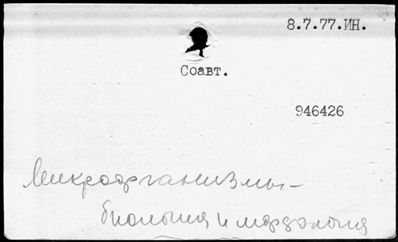 8.7.77.ИН.
Соавт.
946426
Микроорганизмы-
биология и морфология